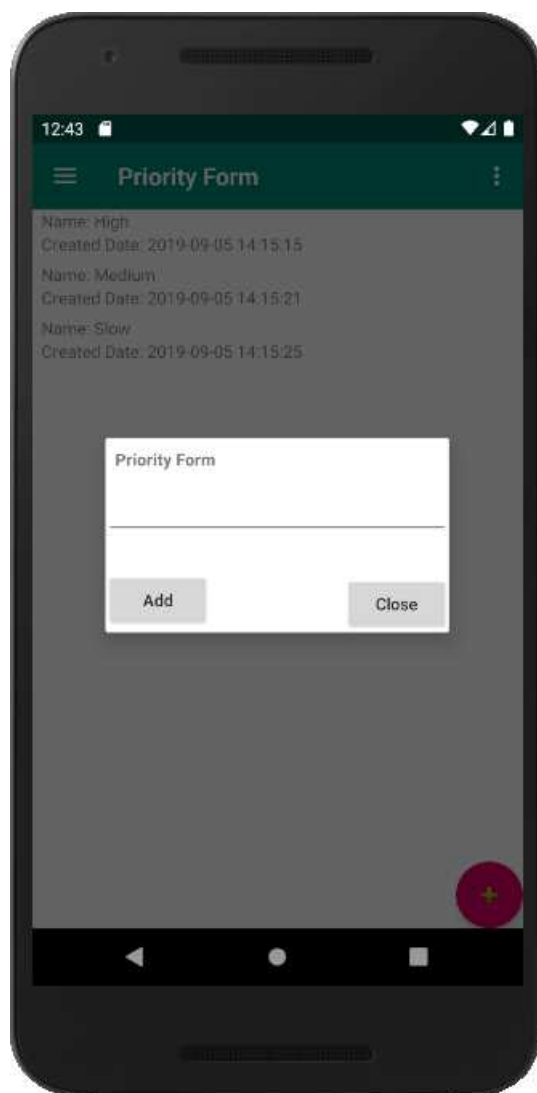 12:43
Priority Form
Name: High
Created Date: 2019-09-05 14:15:15
Name: Medium
Created Date: 2019-09-05 14:15:21
Name: Slow
Created Date: 2019-09-05 14:15:25
Priority Form
Add
Close